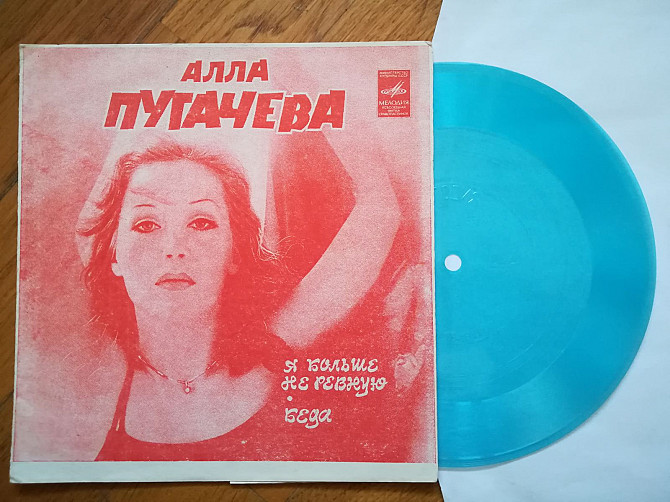 АЛЛА
ПУГАЧЕВА
МЕЛОДИЯ
Я БОЛЬШЕ
НЕ РЕВНУЮ
•
БЕДА